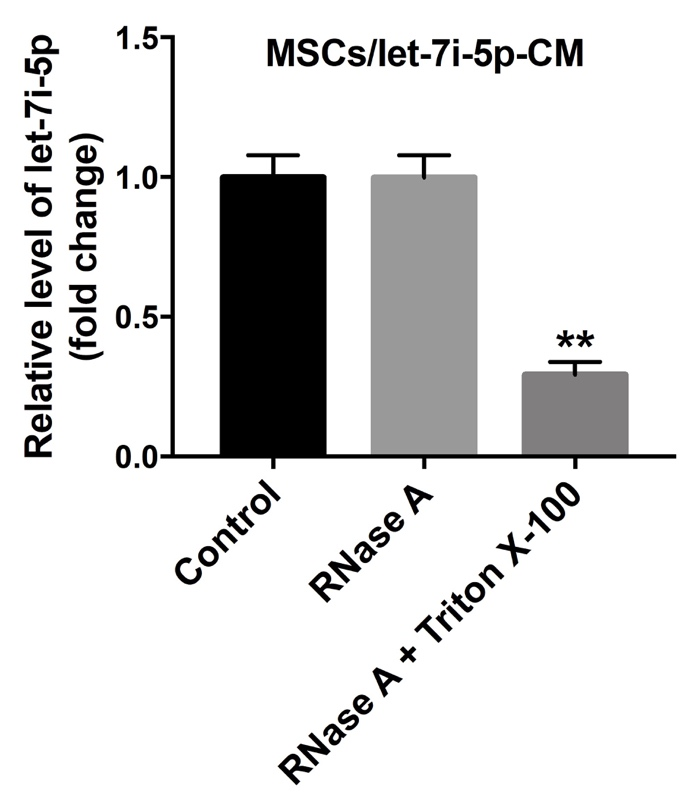 MSCs/let-7i-5p-CM
Relative level of let-7i-5p
(fold change)
1.5
1.0
0.5
0.0
**
Control
RNase A
RNase A + Triton X-100